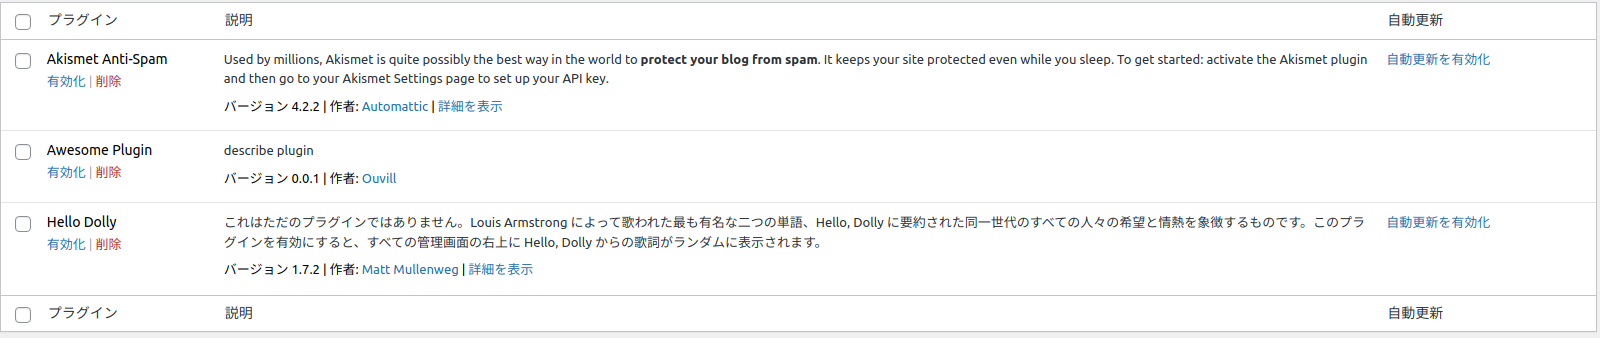 プラグイン 説明 自動更新
Akismet Anti-Spam Used by millions, Akismet is quite possibly the best way in the world to protect your blog from spam. It keeps your site protected even while you sleep. To get started: activate the Akismet plugin 自動更新を有効化
有効化 | 削除 and then go to your Akismet Settings page to set up your API key.
バージョン 4.2.2 | 作者: Automattic | 詳細を表示
Awesome Plugin describe plugin
有効化 | 削除 バージョン 0.0.1 | 作者: Ouvill
Hello Dolly これはただのプラグインではありません。Louis Armstrong によって歌われた最も有名な二つの単語、Hello, Dolly に要約された同一世代のすべての人々の希望と情熱を象徴するものです。このプラ 自動更新を有効化
有効化 | 削除 グインを有効にすると、すべての管理画面の右上に Hello, Dolly からの歌詞がランダムに表示されます。
バージョン 1.7.2 | 作者: Matt Mullenweg | 詳細を表示
プラグイン 説明 自動更新